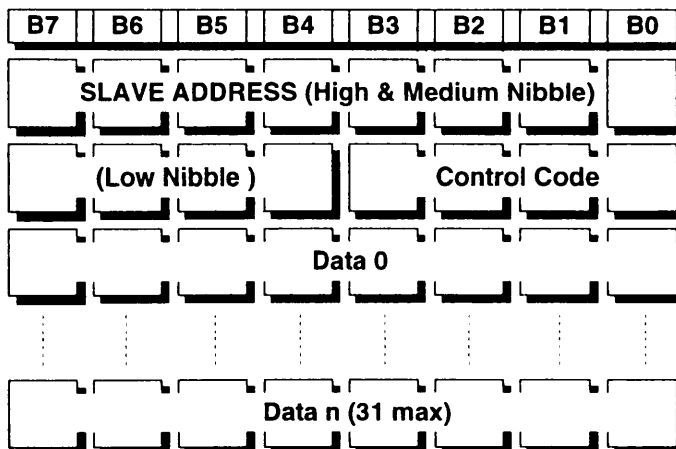 B7 B6 B5 B4 B3 B2 B1 B0
SLAVE ADDRESS (High & Medium Nibble)
(Low Nibble ) Control Code
Data 0
Data n (31 max)